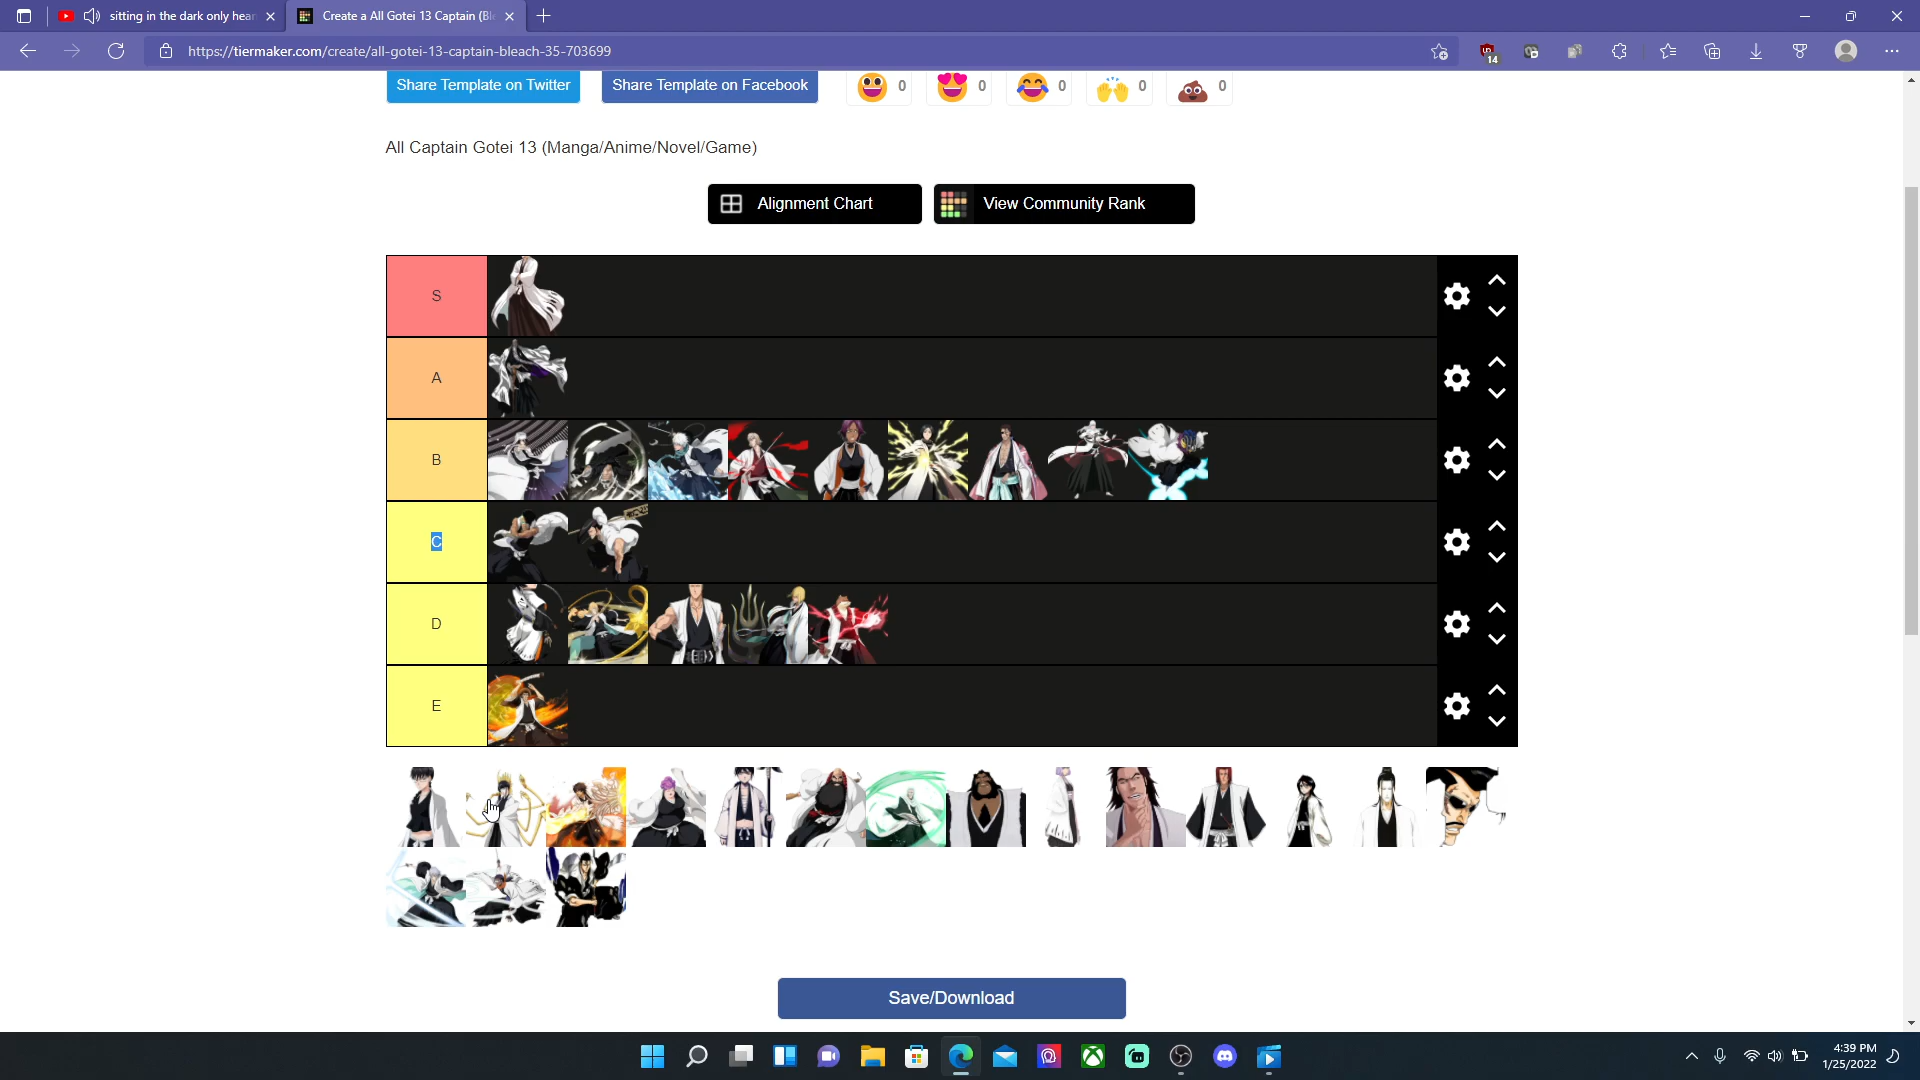 sitting in the dark only hear
Create a All Gotei 13 Captain (Ble
https://tiermaker.com/create/all-gotei-13-captain-bleach-35-703699
14
Share Template on Twitter
Share Template on Facebook
0
0
0
0
0
All Captain Gotei 13 (Manga/Anime/Novel/Game)
Alignment Chart
View Community Rank
S
A
B
C
D
E
Save/Download
4:39 PM
1/25/2022